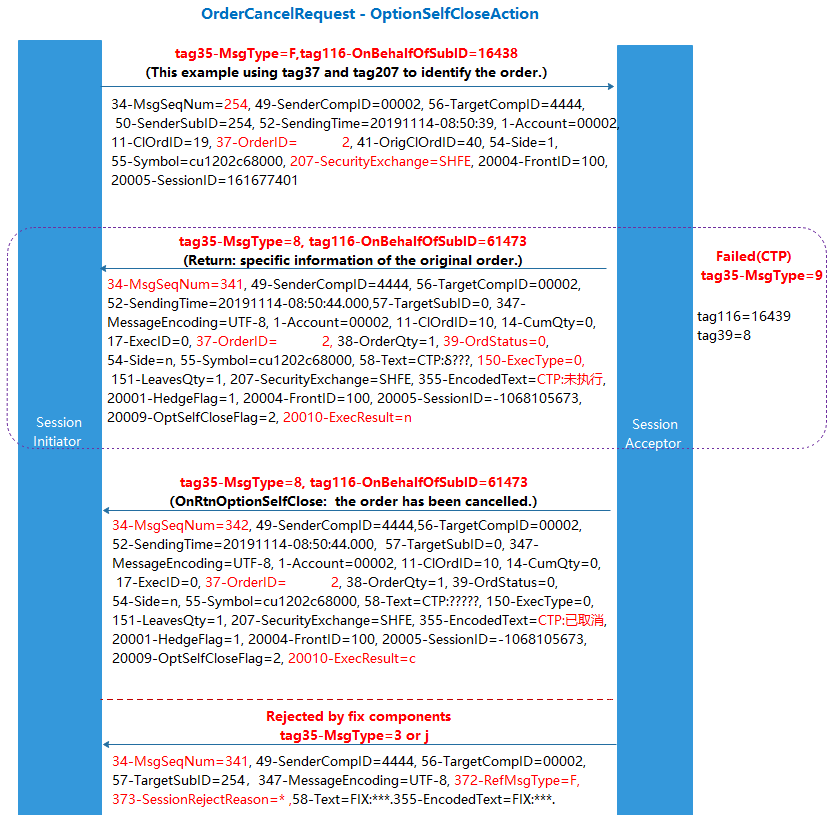 OrderCancelRequest - OptionSelfCloseAction
tag35-MsgType=F,tag116-OnBehalfOfSubID=16438
(This example using tag37 and tag207 to identify the order.)
34-MsgSeqNum=254, 49-SenderCompID=00002, 56-TargetCompID=4444,
50-SenderSubID=254, 52-SendingTime=20191114-08:50:39, 1-Account=00002,
11-ClOrdID=19, 37-OrderID= 2, 41-OrigClOrdID=40, 54-Side=1,
55-Symbol=cu1202c68000, 207-SecurityExchange=SHFE, 20004-FrontID=100,
20005-SessionID=161677401
tag35-MsgType=8, tag116-OnBehalfOfSubID=61473
(Return: specific information of the original order.)
34-MsgSeqNum=341, 49-SenderCompID=4444, 56-TargetCompID=00002,
52-SendingTime=20191114-08:50:44.000,57-TargetSubID=0, 347-
MessageEncoding=UTF-8, 1-Account=00002, 11-ClOrdID=10, 14-CumQty=0,
17-ExecID=0, 37-OrderID= 2, 38-OrderQty=1, 39-OrdStatus=0,
54-Side=n, 55-Symbol=cu1202c68000, 58-Text=CTP:δ???, 150-ExecType=0,
151-LeavesQty=1, 207-SecurityExchange=SHFE, 355-EncodedText=CTP:未执行,
20001-HedgeFlag=1, 20004-FrontID=100, 20005-SessionID=-1068105673,
20009-OptSelfCloseFlag=2, 20010-ExecResult=n
Failed(CTP)
tag35-MsgType=9
tag116=16439
tag39=8
Session
Initiator
Session
Acceptor
tag35-MsgType=8, tag116-OnBehalfOfSubID=61473
(OnRtnOptionSelfClose: the order has been cancelled.)
34-MsgSeqNum=342, 49-SenderCompID=4444,56-TargetCompID=00002,
52-SendingTime=20191114-08:50:44.000, 57-TargetSubID=0, 347-
MessageEncoding=UTF-8, 1-Account=00002, 11-ClOrdID=10, 14-CumQty=0,
17-ExecID=0, 37-OrderID= 2, 38-OrderQty=1, 39-OrdStatus=0,
54-Side=n, 55-Symbol=cu1202c68000, 58-Text=CTP:?????, 150-ExecType=0,
151-LeavesQty=1, 207-SecurityExchange=SHFE, 355-EncodedText=CTP:已取消,
20001-HedgeFlag=1, 20004-FrontID=100, 20005-SessionID=-1068105673,
20009-OptSelfCloseFlag=2, 20010-ExecResult=c
Rejected by fix components
tag35-MsgType=3 or j
34-MsgSeqNum=341, 49-SenderCompID=4444, 56-TargetCompID=00002,
57-TargetSubID=254, 347-MessageEncoding=UTF-8, 372-RefMsgType=F,
373-SessionRejectReason=* ,58-Text=FIX:***.355-EncodedText=FIX:***.